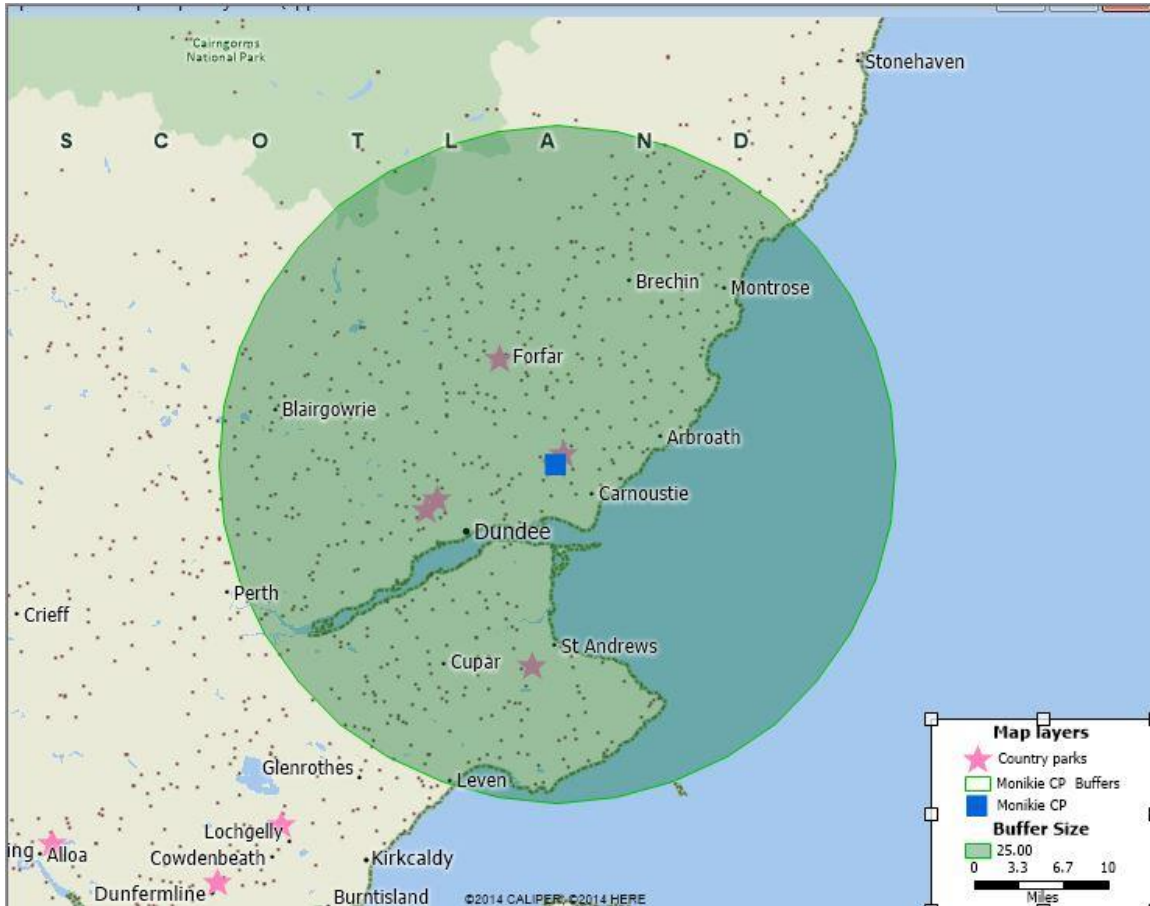 Cairngorms
National Park
Stonehaven
S C O T L A N D
Brechin
Montrose
Forfar
Blairgowrie
Arbroath
Carnoustie
Dundee
Perth
Crieff
St Andrews
Cupar
Glenrothes
Leven
Lochgelly
ing
Alloa
Cowdenbeath
Kirkcaldy
Dunfermline
Burntisland
©2014 CALIPER; ©2014 HERE
Map layers
Country parks
Monikie CP Buffers
Monikie CP
Buffer Size
25.00
0 3.3 6.7 10
Miles